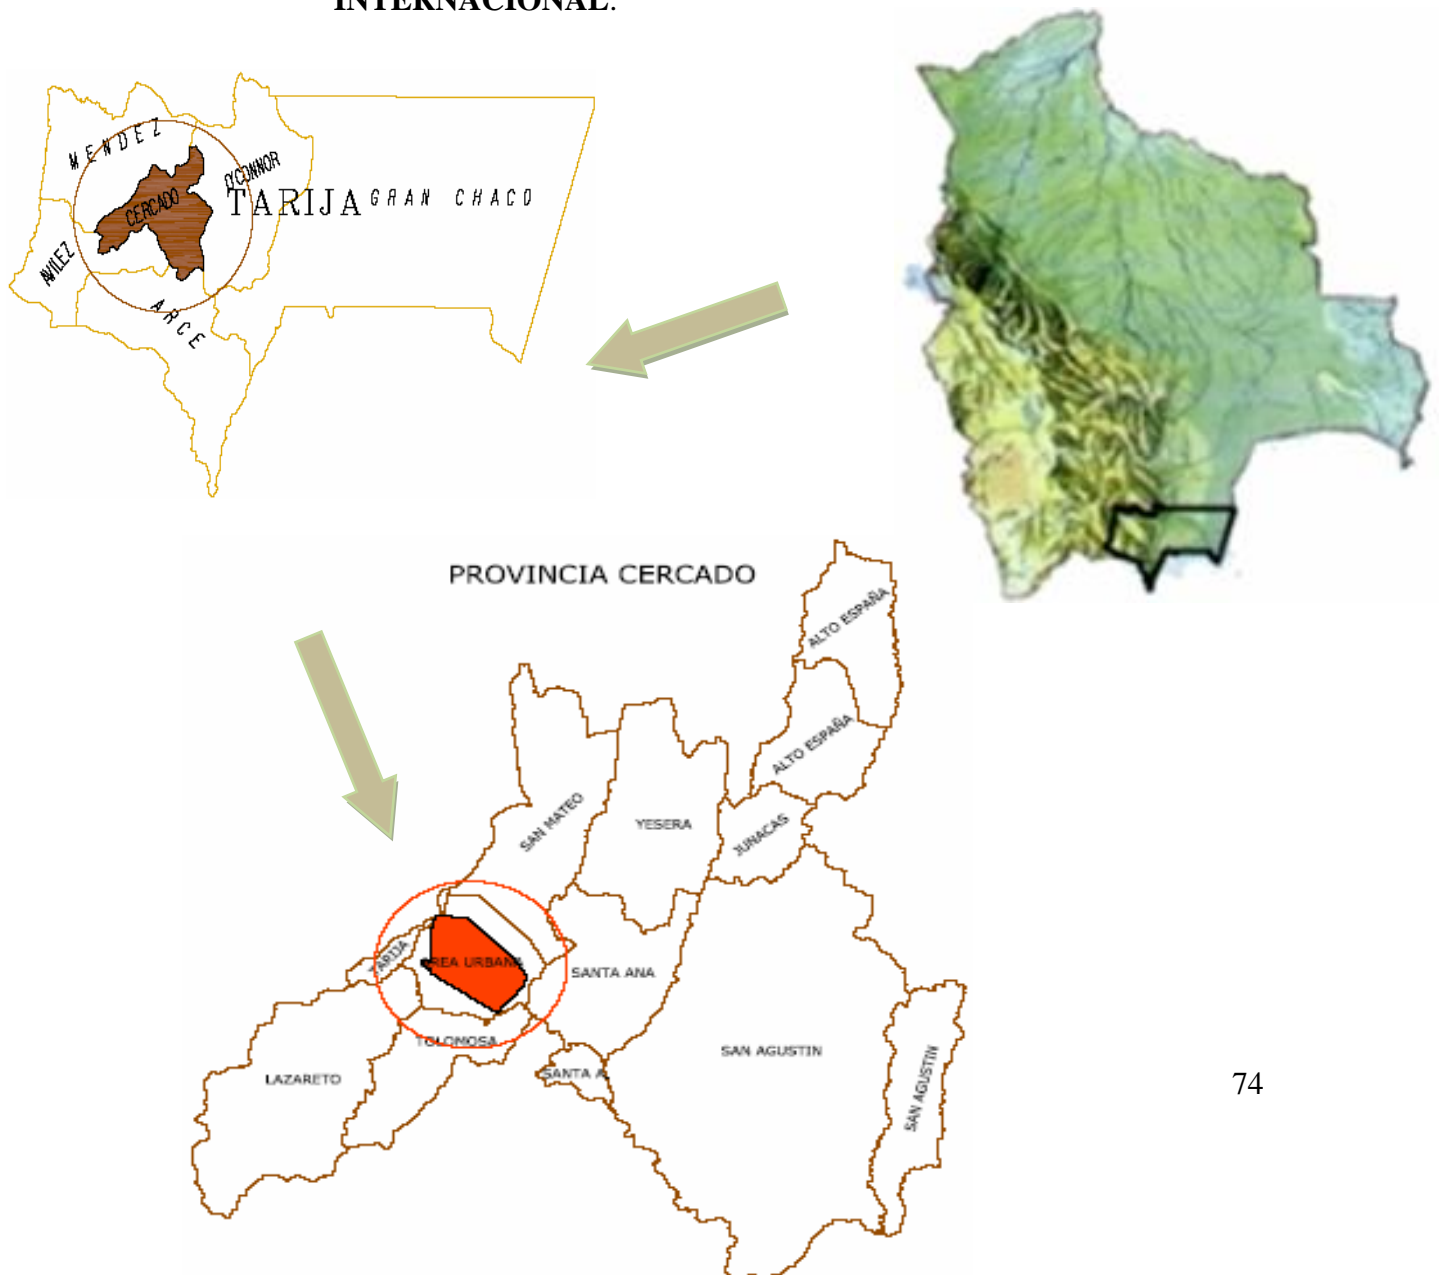 INTERNACIONAL.
MENDEZ
O'CONNOR
CERCADO
TARIJA
GRAN CHACO
AVILEZ
ARCE
PROVINCIA CERCADO
ALTO ESPAÑA
ALTO ESPAÑA
SAN MATEO
YESERA
JUNACAS
TARIJA
AREA URBANA
SANTA ANA
TOLOMOSA
SAN AGUSTIN
LAZARETO
SANTA A
SAN AGUSTIN
74